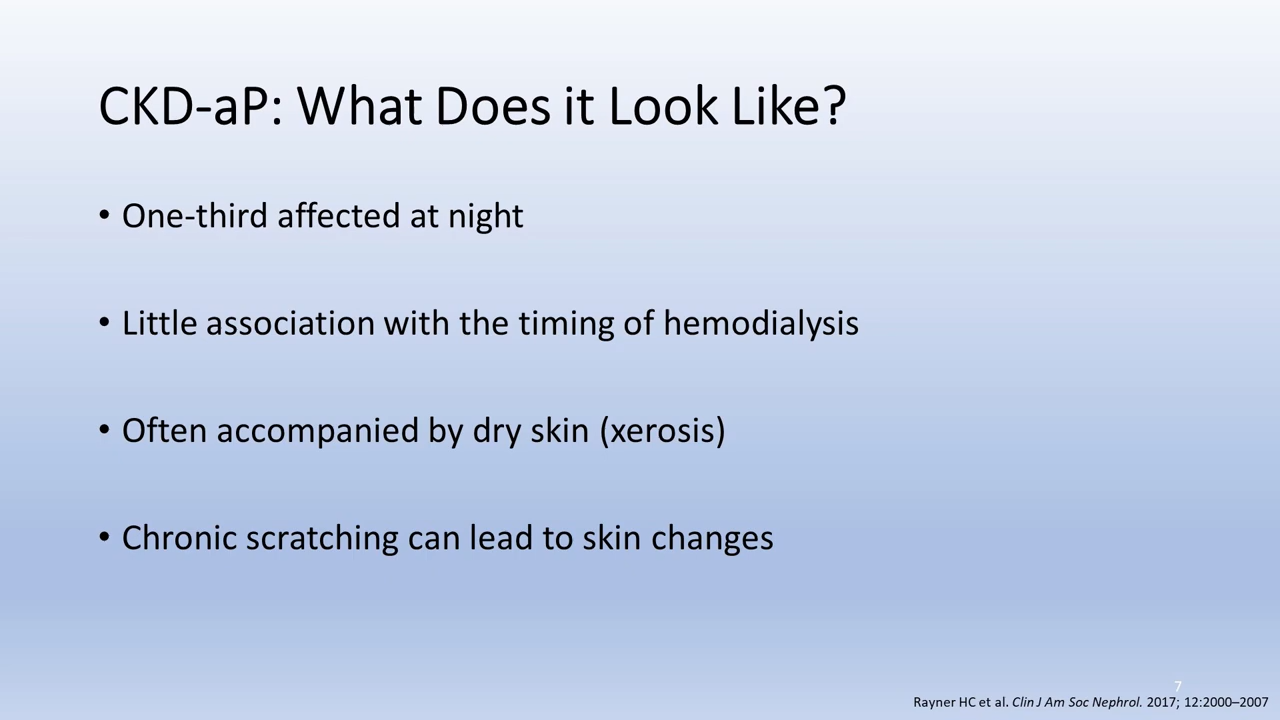 CKD-aP: What Does it Look Like?
• One-third affected at night
• Little association with the timing of hemodialysis
• Often accompanied by dry skin (xerosis)
• Chronic scratching can lead to skin changes
7
Rayner HC et al. Clin J Am Soc Nephrol. 2017; 12:2000–2007